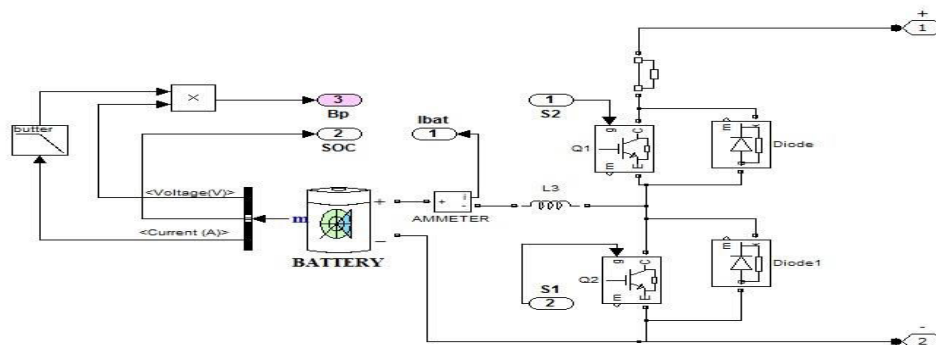 +
1
3
Bp
1
S2
butter
×
Ibat
1
2
SOC
g
C
Q1
m
E
m
Diode
<Voltage(V)>
L3
m
+
+
-
i
AMMETER
<Current (A)>
−
BATTERY
S1
2
g
C
Q2
m
E
m
Diode1
-
2